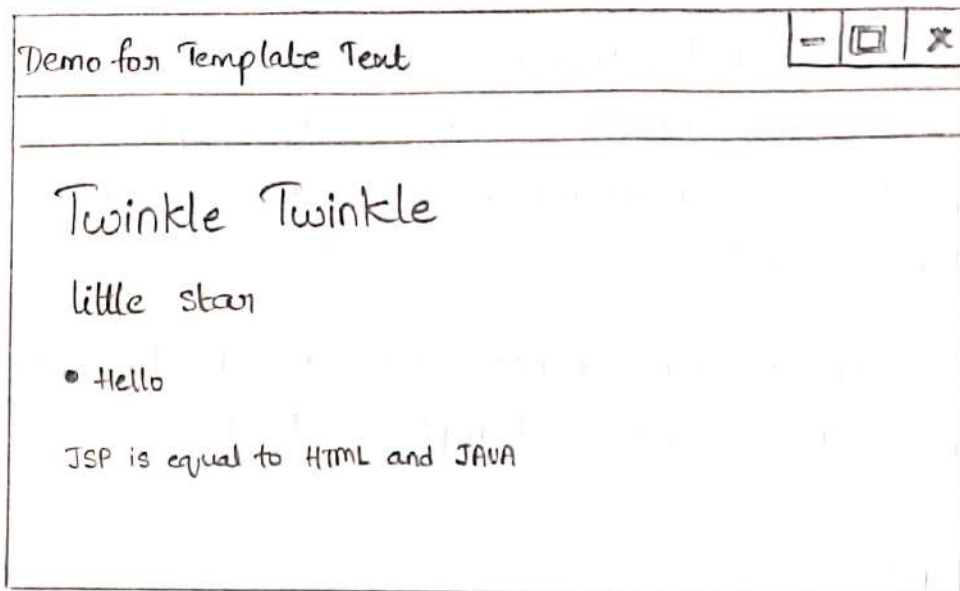 Demo for Template Text
Twinkle Twinkle
little star
• Hello
JSP is equal to HTML and JAVA